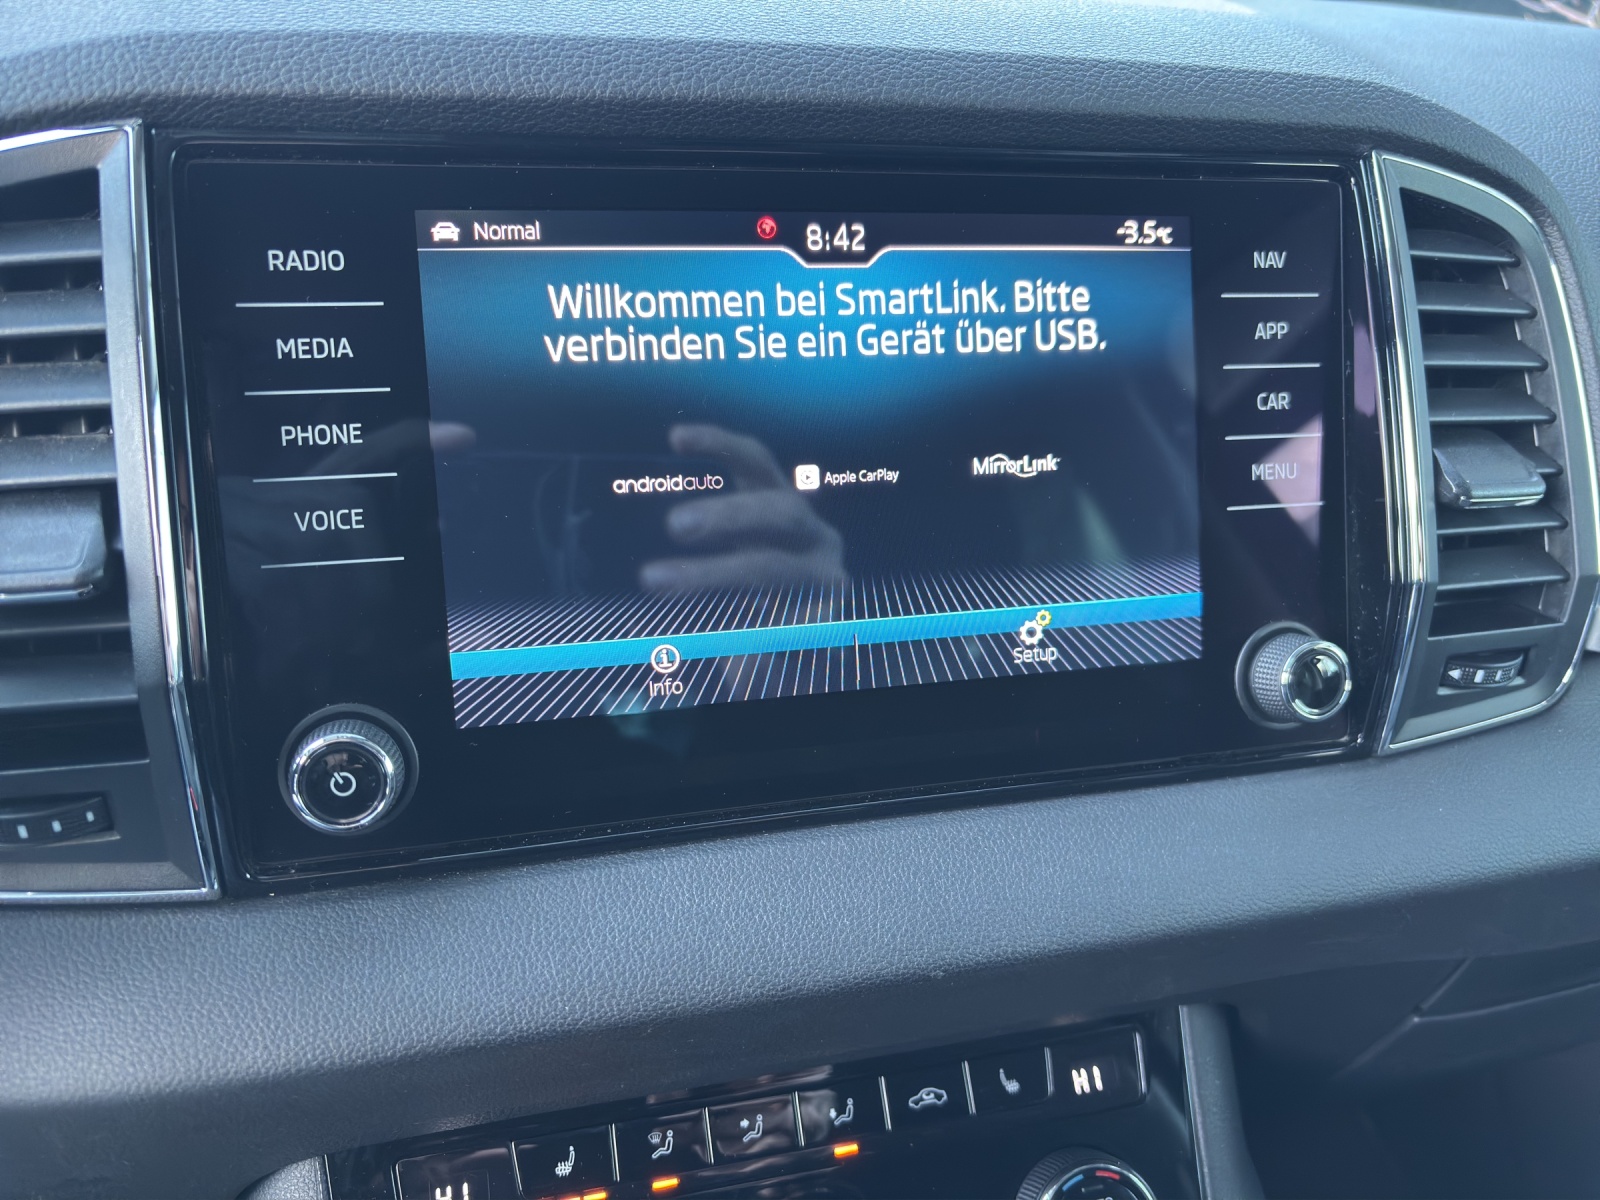 Normal
8:42
-3.5°C
Willkommen bei SmartLink. Bitte
verbinden Sie ein Gerät über USB.
androidauto
Apple CarPlay
MirrorLink
Info
Setup
RADIO
MEDIA
PHONE
VOICE
NAV
APP
CAR
MENU
HI
HI